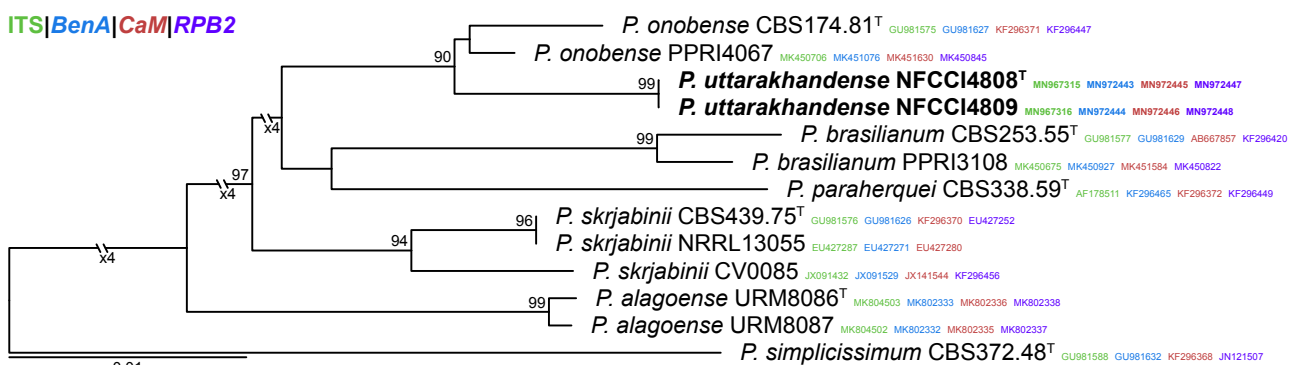 ITS|BenA|CaM|RPB2
P. onobense CBS174.81ᵀ GU981575 GU981627 KF296371 KF296447
90
P. onobense PPRI4067 MK450706 MK451076 MK451630 MK450845
99
P. uttarakhandense NFCCI4808ᵀ MN967315 MN972443 MN972445 MN972447
P. uttarakhandense NFCCI4809 MN967316 MN972444 MN972446 MN972448
x4
99
P. brasilianum CBS253.55ᵀ GU981577 GU981629 AB667857 KF296420
P. brasilianum PPRI3108 MK450675 MK450927 MK451584 MK450822
97
x4
P. paraherquei CBS338.59ᵀ AF178511 KF296465 KF296372 KF296449
96
P. skrjabinii CBS439.75ᵀ GU981576 GU981626 KF296370 EU427252
94
P. skrjabinii NRRL13055 EU427287 EU427271 EU427280
x4
P. skrjabinii CV0085 JX091432 JX091529 JX141544 KF296456
99
P. alagoense URM8086ᵀ MK804503 MK802333 MK802336 MK802338
P. alagoense URM8087 MK804502 MK802332 MK802335 MK802337
P. simplicissimum CBS372.48ᵀ GU981588 GU981632 KF296368 JN121507